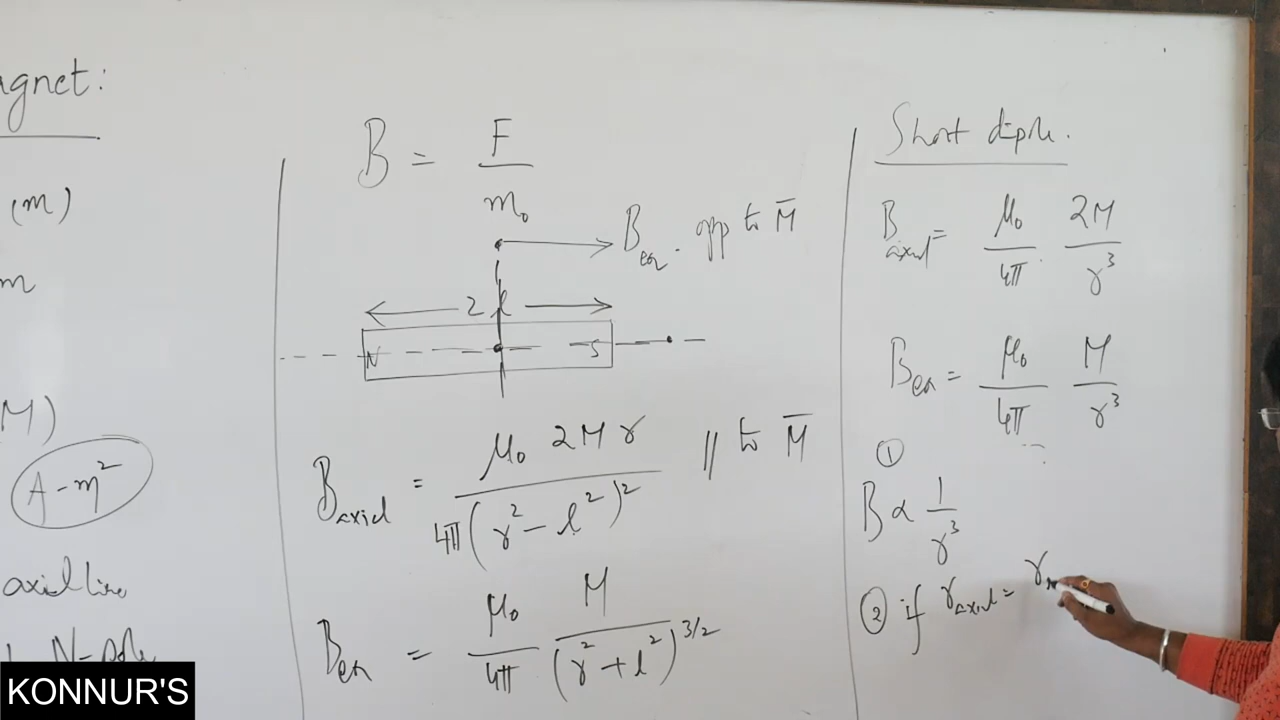 agnet:
(m)
m
M)
A-m²
axial line
N-pole
B = F/m₀
B_eq. opp to M̄
2l
N S
B_axial = μ₀ 2Mr / 4π(r² - l²)² || to M̄
B_eq = μ₀/4π M/(r² + l²)^3/2
Short dipole.
B_axial = μ₀/4π · 2M/r³
B_eq = μ₀/4π M/r³
①
B ∝ 1/r³
② if r_axial = r
KONNUR'S